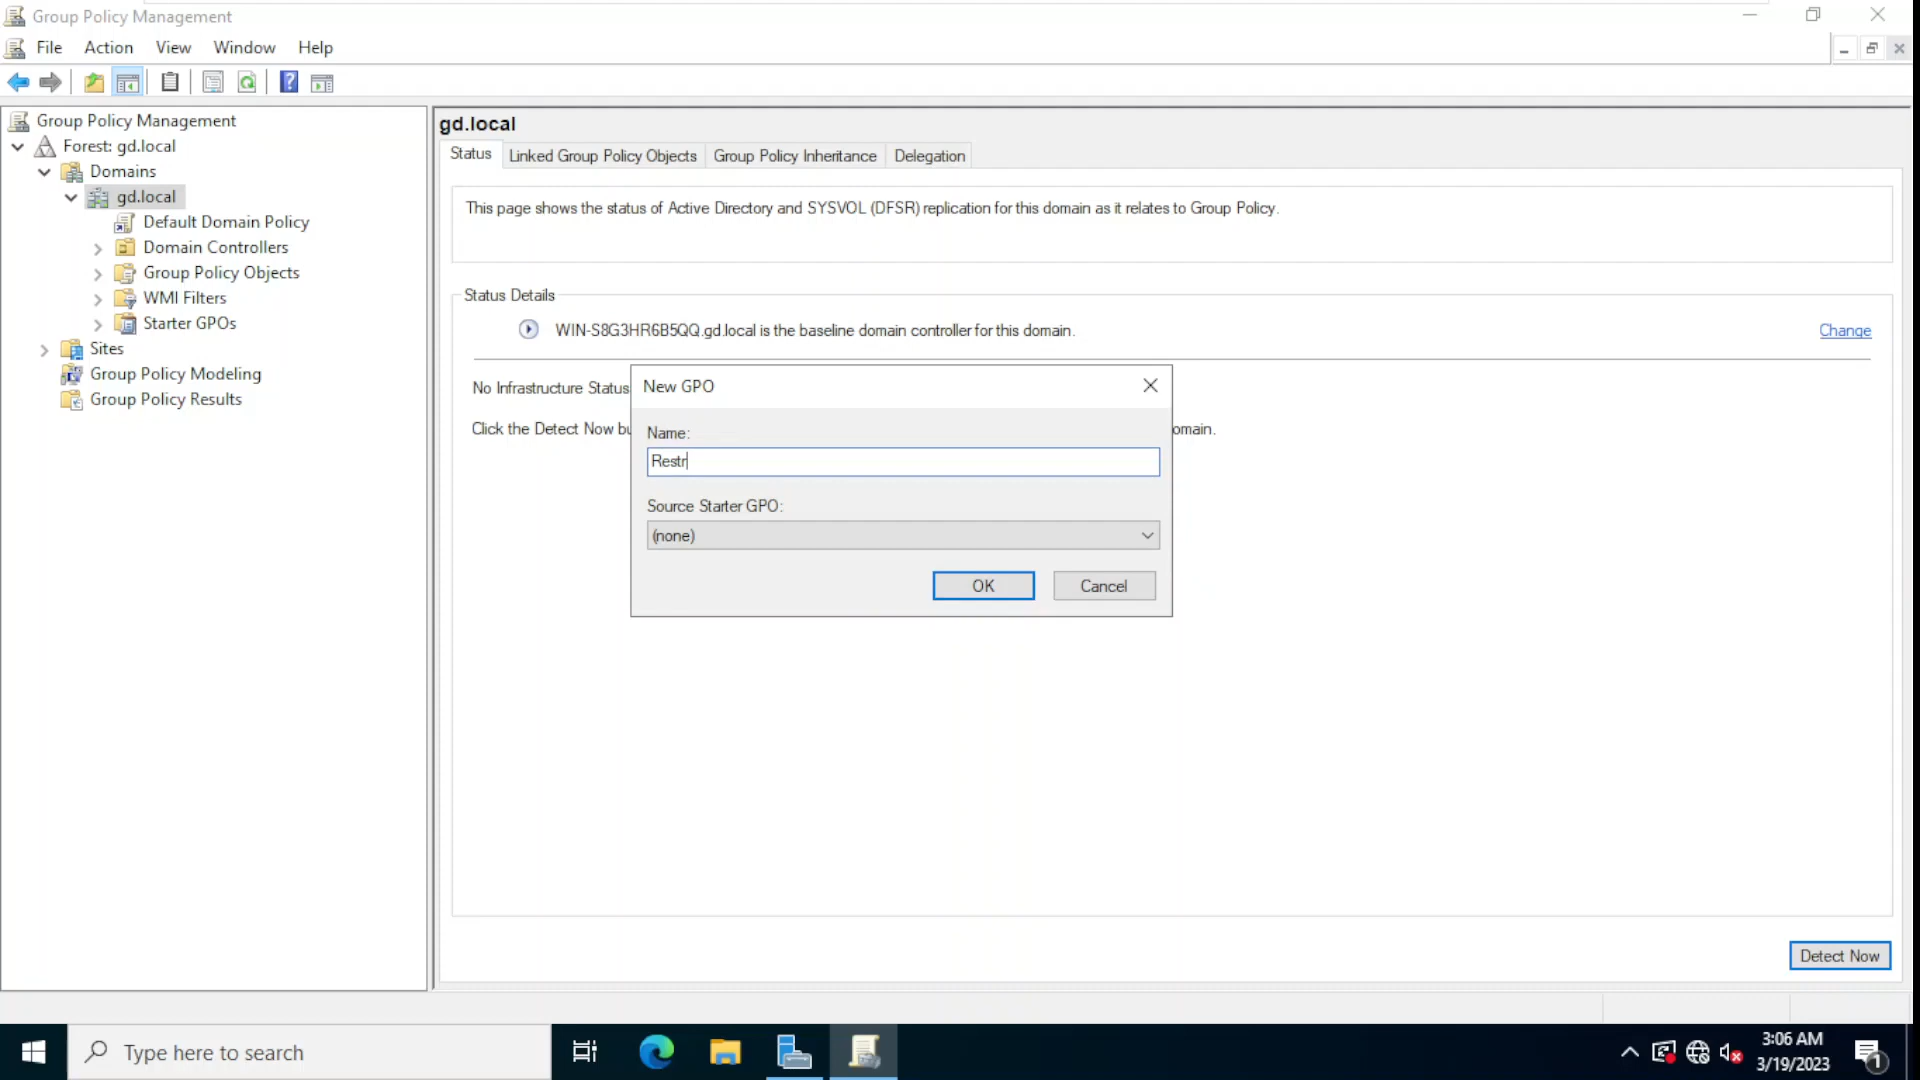 Group Policy Management
File Action View Window Help
Group Policy Management
Forest: gd.local
Domains
gd.local
Default Domain Policy
Domain Controllers
Group Policy Objects
WMI Filters
Starter GPOs
Sites
Group Policy Modeling
Group Policy Results
gd.local
Status Linked Group Policy Objects Group Policy Inheritance Delegation
This page shows the status of Active Directory and SYSVOL (DFSR) replication for this domain as it relates to Group Policy.
Status Details
WIN-S8G3HR6B5QQ.gd.local is the baseline domain controller for this domain.
Change
No Infrastructure Status
Click the Detect Now bu
omain.
New GPO
Name:
Restr
Source Starter GPO:
(none)
OK Cancel
Detect Now
Type here to search
3:06 AM
3/19/2023
1